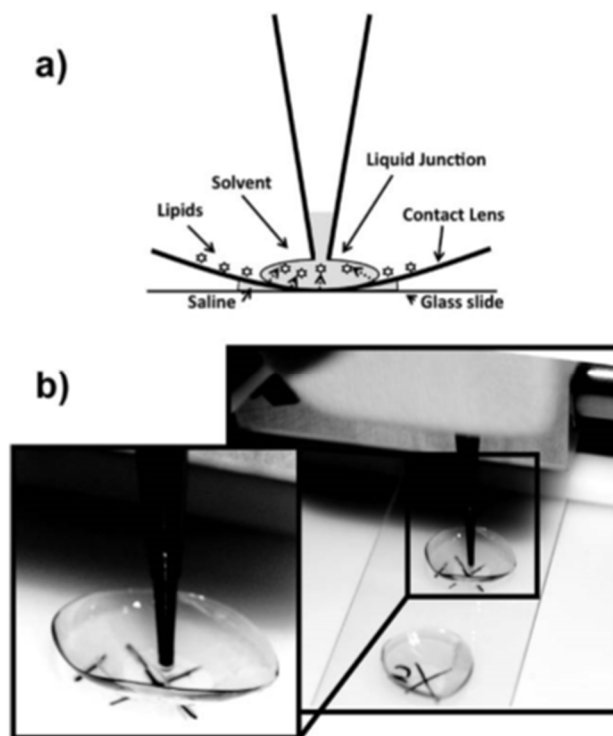 a)
Liquid Junction
Solvent
Lipids
Contact Lens
Saline
Glass slide
b)